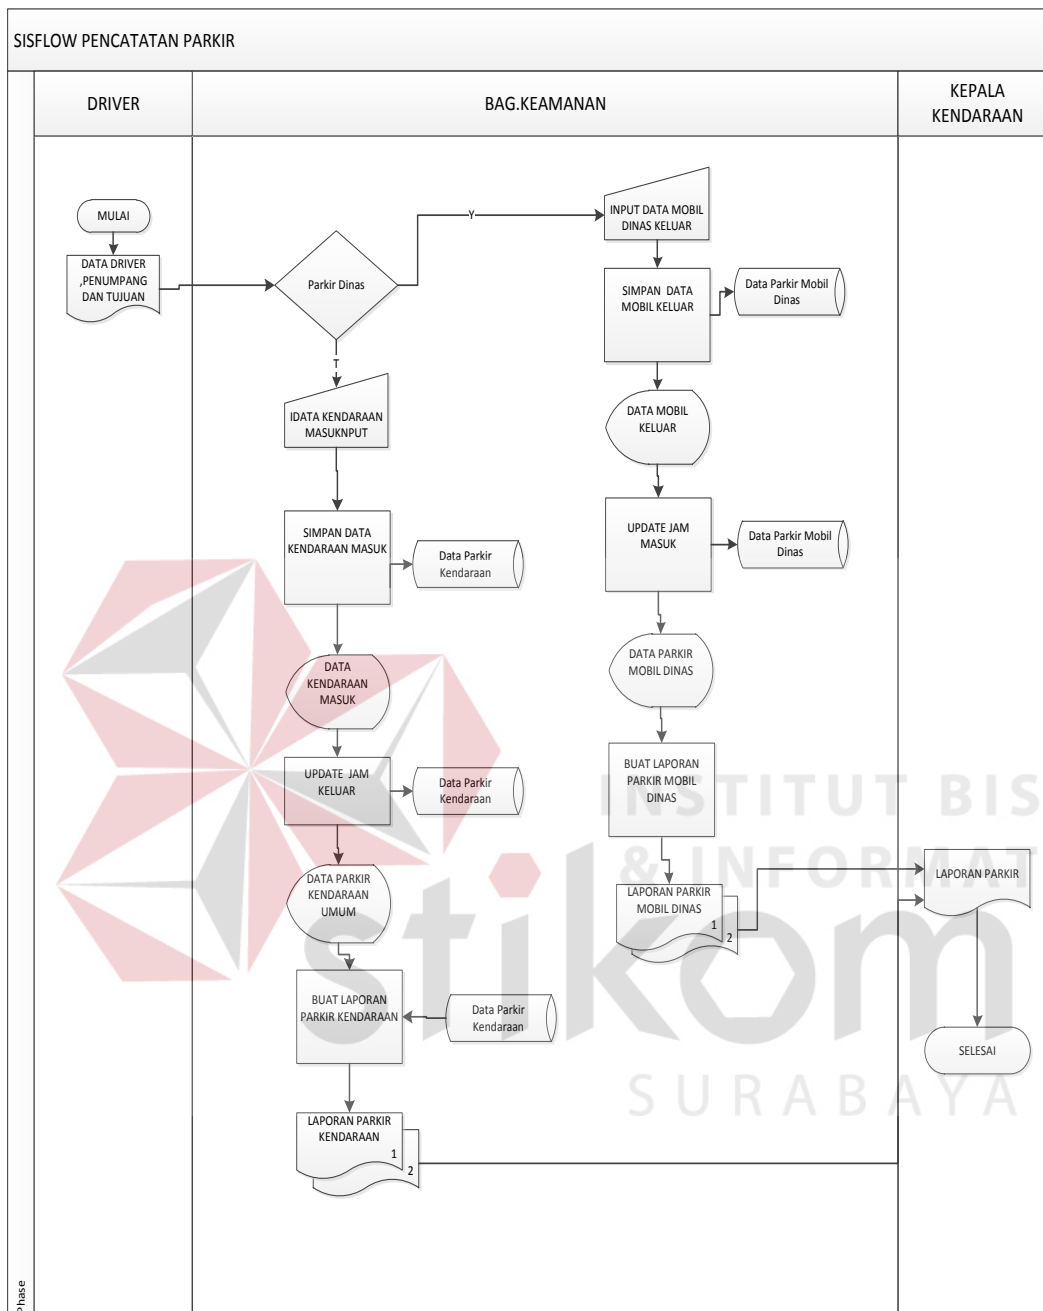 SISFLOW PENCATATAN PARKIR
DRIVER
BAG.KEAMANAN
KEPALA
KENDARAAN
MULAI
DATA DRIVER
,PENUMPANG
DAN TUJUAN
Parkir Dinas
Y
T
INPUT DATA MOBIL
DINAS KELUAR
SIMPAN DATA
MOBIL KELUAR
Data Parkir Mobil
Dinas
DATA MOBIL
KELUAR
UPDATE JAM
MASUK
Data Parkir Mobil
Dinas
DATA PARKIR
MOBIL DINAS
BUAT LAPORAN
PARKIR MOBIL
DINAS
LAPORAN PARKIR
MOBIL DINAS
1
2
IDATA KENDARAAN
MASUKNPUT
SIMPAN DATA
KENDARAAN MASUK
Data Parkir
Kendaraan
DATA
KENDARAAN
MASUK
UPDATE JAM
KELUAR
Data Parkir
Kendaraan
DATA PARKIR
KENDARAAN
UMUM
BUAT LAPORAN
PARKIR KENDARAAN
Data Parkir
Kendaraan
LAPORAN PARKIR
KENDARAAN
1
2
LAPORAN PARKIR
SELESAI
INSTITUT BIS
& INFORMAT
stikom
SURABAYA
Phase